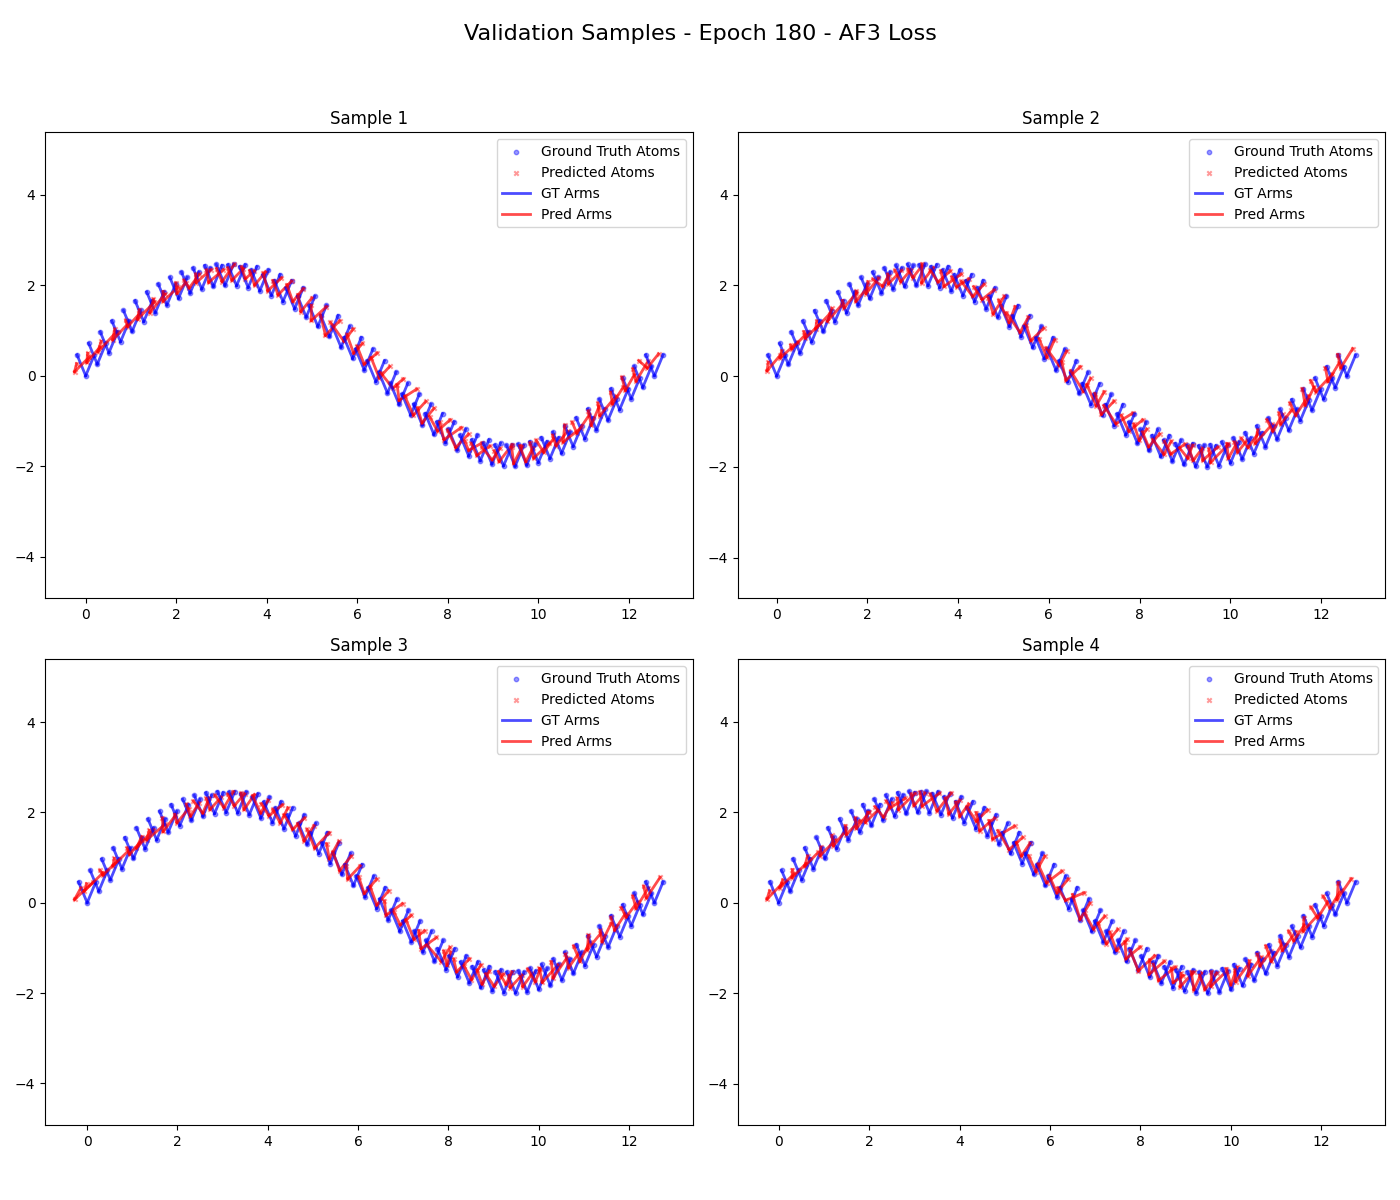 Validation Samples - Epoch 180 - AF3 Loss
Sample 1
Ground Truth Atoms
Predicted Atoms
GT Arms
Pred Arms
4
2
0
−2
−4
0 2 4 6 8 10 12
Sample 2
Ground Truth Atoms
Predicted Atoms
GT Arms
Pred Arms
4
2
0
−2
−4
0 2 4 6 8 10 12
Sample 3
Ground Truth Atoms
Predicted Atoms
GT Arms
Pred Arms
4
2
0
−2
−4
0 2 4 6 8 10 12
Sample 4
Ground Truth Atoms
Predicted Atoms
GT Arms
Pred Arms
4
2
0
−2
−4
0 2 4 6 8 10 12